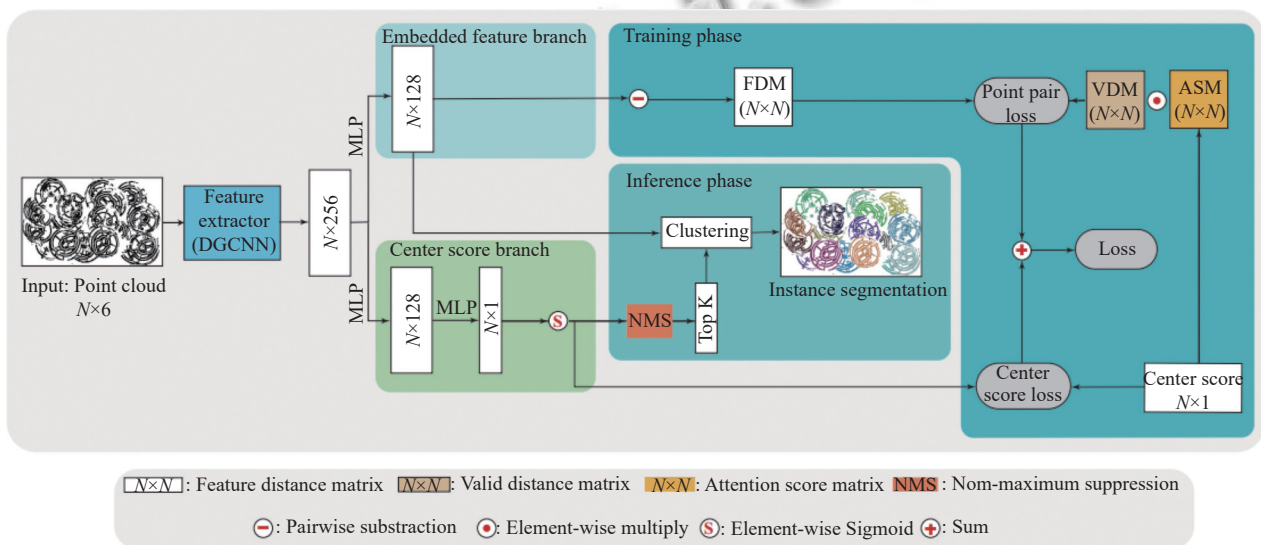 Embedded feature branch
N×128
MLP
Training phase
FDM
(N×N)
Point pair
loss
VDM
(N×N)
ASM
(N×N)
Input: Point cloud
N×6
Feature
extractor
(DGCNN)
N×256
Inference phase
Clustering
Instance segmentation
NMS
Top K
Center score branch
MLP
N×128
MLP
N×1
S
Loss
Center
score loss
Center score
N×1
N×N : Feature distance matrix N×N : Valid distance matrix N×N : Attention score matrix NMS : Nom-maximum suppression
: Pairwise substraction : Element-wise multiply S : Element-wise Sigmoid : Sum